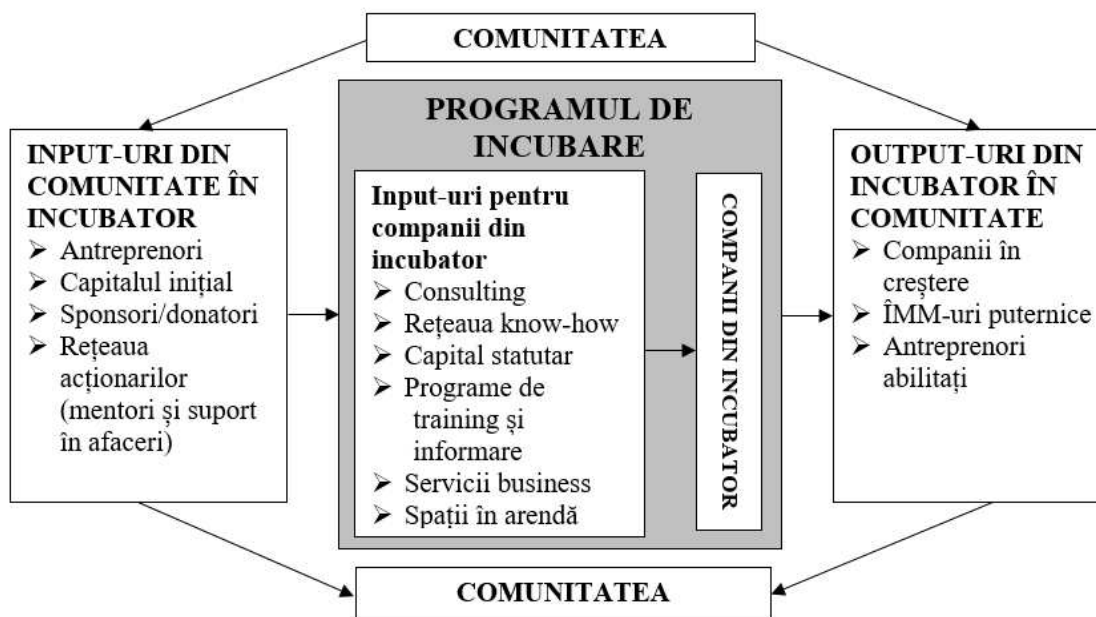 COMUNITATEA
PROGRAMUL DE
INCUBARE
INPUT-URI DIN
COMUNITATE ÎN
INCUBATOR
➢ Antreprenori
➢ Capitalul inițial
➢ Sponsori/donatori
➢ Rețeaua
acționarilor
(mentori și suport
în afaceri)
Input-uri pentru
companii din
incubator
➢ Consulting
➢ Rețeaua know-how
➢ Capital statutar
➢ Programe de
training și
informare
➢ Servicii business
➢ Spații în arendă
COMPANII DIN INCUBATOR
OUTPUT-URI DIN
INCUBATOR ÎN
COMUNITATE
➢ Companii în
creștere
➢ ÎMM-uri puternice
➢ Antreprenori
abilitați
COMUNITATEA